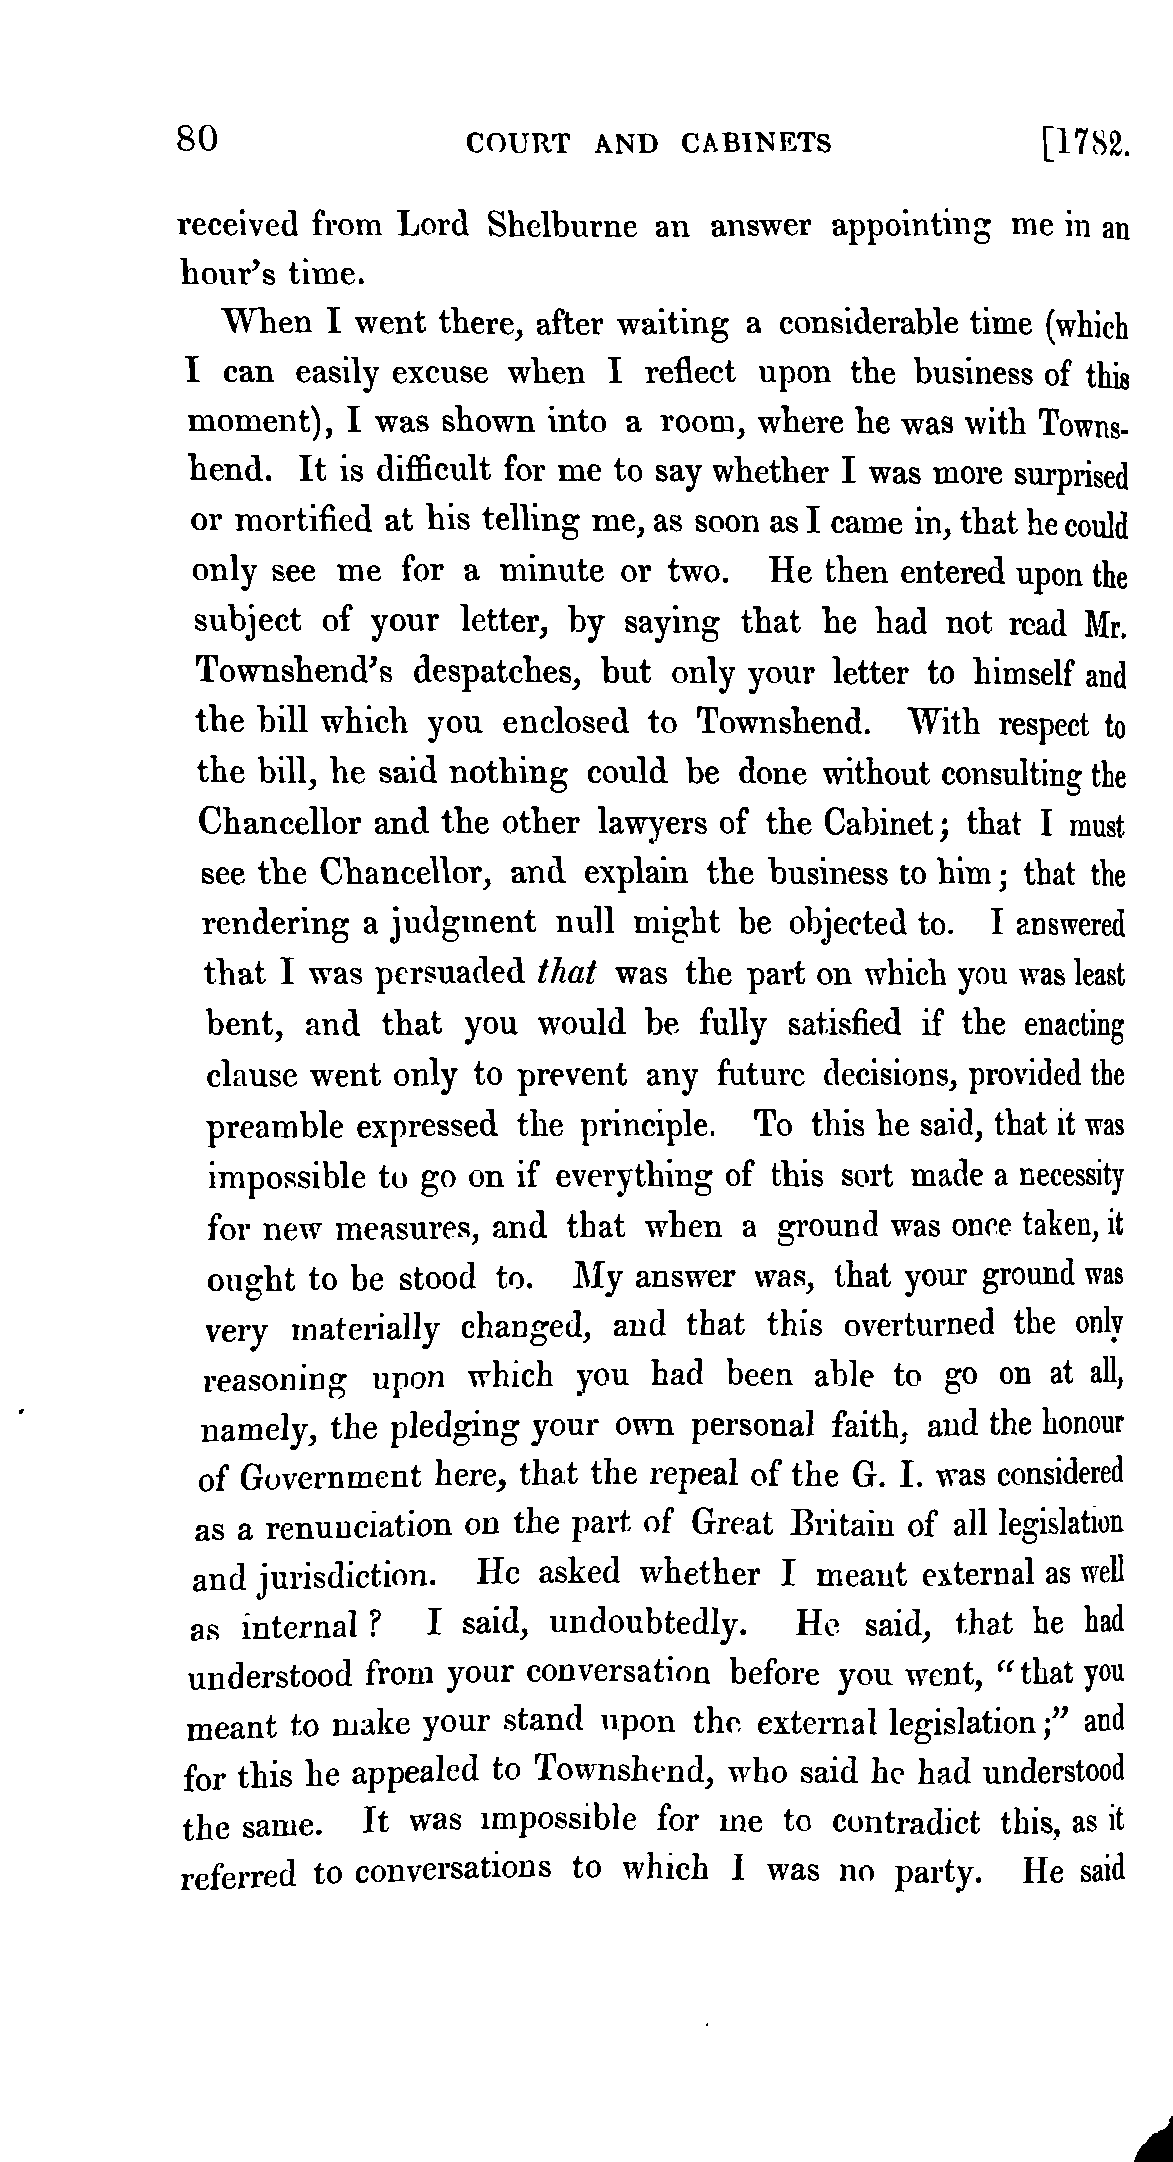 80 COURT AND CABINETS [1782.
received from Lord Shelburne an answer appointing me in an
hour's time.
When I went there, after waiting a considerable time (which
I can easily excuse when I reflect upon the business of this
moment), I was shown into a room, where he was with Towns-
hend. It is difficult for me to say whether I was more surprised
or mortified at his telling me, as soon as I came in, that he could
only see me for a minute or two. He then entered upon the
subject of your letter, by saying that he had not read Mr.
Townshend's despatches, but only your letter to himself and
the bill which you enclosed to Townshend. With respect to
the bill, he said nothing could be done without consulting the
Chancellor and the other lawyers of the Cabinet; that I must
see the Chancellor, and explain the business to him; that the
rendering a judgment null might be objected to. I answered
that I was persuaded that was the part on which you was least
bent, and that you would be fully satisfied if the enacting
clause went only to prevent any future decisions, provided the
preamble expressed the principle. To this he said, that it was
impossible to go on if everything of this sort made a necessity
for new measures, and that when a ground was once taken, it
ought to be stood to. My answer was, that your ground was
very materially changed, and that this overturned the only
reasoning upon which you had been able to go on at all,
namely, the pledging your own personal faith, and the honour
of Government here, that the repeal of the G. I. was considered
as a renunciation on the part of Great Britain of all legislation
and jurisdiction. He asked whether I meant external as well
as internal? I said, undoubtedly. He said, that he had
understood from your conversation before you went, "that you
meant to make your stand upon the external legislation;" and
for this he appealed to Townshend, who said he had understood
the same. It was impossible for me to contradict this, as it
referred to conversations to which I was no party. He said